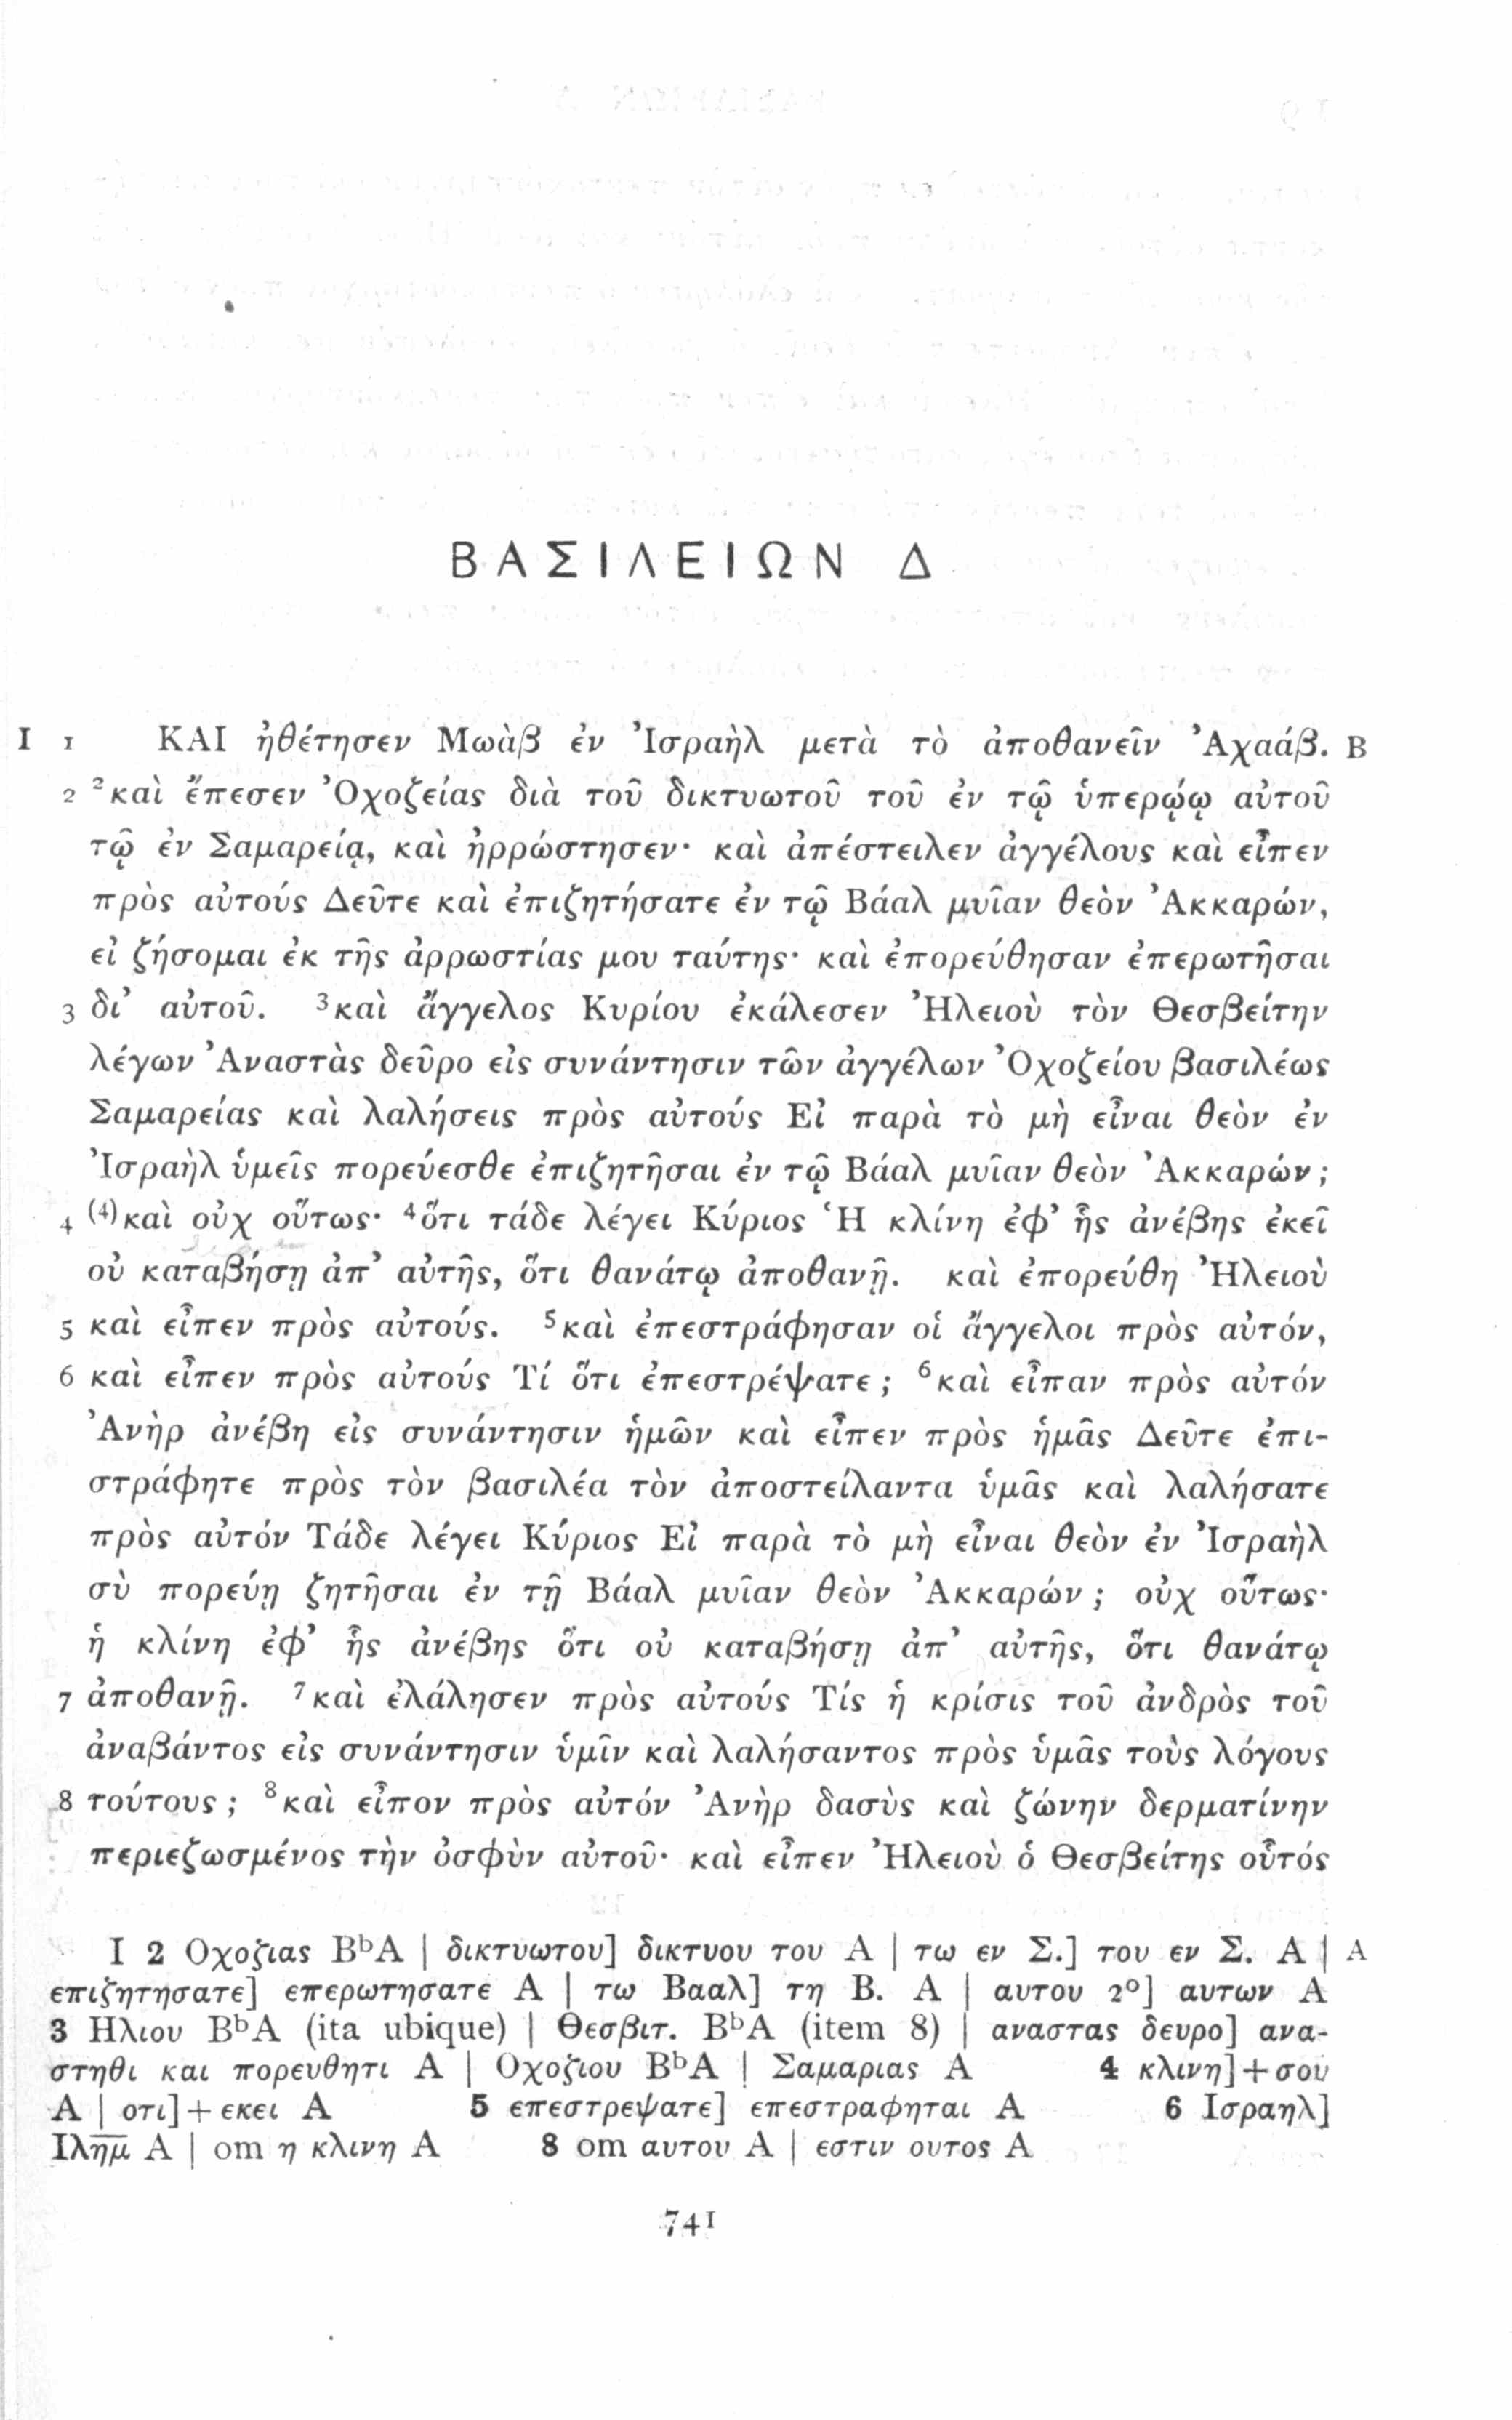 ΒΑΣΙΛΕΙΩΝ Δ
I 1 ΚΑΙ ἠθέτησεν Μωὰβ ἐν Ἰσραὴλ μετὰ τὸ ἀποθανεῖν Ἀχαάβ. B
2 ²καὶ ἔπεσεν Ὀχοζείας διὰ τοῦ δικτυωτοῦ τοῦ ἐν τῷ ὑπερῴῳ αὐτοῦ
τῷ ἐν Σαμαρείᾳ, καὶ ἠρρώστησεν· καὶ ἀπέστειλεν ἀγγέλους καὶ εἶπεν
πρὸς αὐτούς Δεῦτε καὶ ἐπιζητήσατε ἐν τῷ Βάαλ μυῖαν θεὸν Ἀκκαρών,
εἰ ζήσομαι ἐκ τῆς ἀρρωστίας μου ταύτης· καὶ ἐπορεύθησαν ἐπερωτῆσαι
3 δι’ αὐτοῦ. ³καὶ ἄγγελος Κυρίου ἐκάλεσεν Ἠλειοὺ τὸν Θεσβείτην
λέγων Ἀναστὰς δεῦρο εἰς συνάντησιν τῶν ἀγγέλων Ὀχοζείου βασιλέως
Σαμαρείας καὶ λαλήσεις πρὸς αὐτούς Εἰ παρὰ τὸ μὴ εἶναι θεὸν ἐν
Ἰσραὴλ ὑμεῖς πορεύεσθε ἐπιζητῆσαι ἐν τῷ Βάαλ μυῖαν θεὸν Ἀκκαρών;
4 ⁽⁴⁾καὶ οὐχ οὕτως· ⁴ὅτι τάδε λέγει Κύριος Ἡ κλίνη ἐφ’ ἧς ἀνέβης ἐκεῖ
οὐ καταβήσῃ ἀπ’ αὐτῆς, ὅτι θανάτῳ ἀποθανῇ. καὶ ἐπορεύθη Ἠλειοὺ
5 καὶ εἶπεν πρὸς αὐτούς. ⁵καὶ ἐπεστράφησαν οἱ ἄγγελοι πρὸς αὐτόν,
6 καὶ εἶπεν πρὸς αὐτούς Τί ὅτι ἐπεστρέψατε; ⁶καὶ εἶπαν πρὸς αὐτόν
Ἀνὴρ ἀνέβη εἰς συνάντησιν ἡμῶν καὶ εἶπεν πρὸς ἡμᾶς Δεῦτε ἐπι-
στράφητε πρὸς τὸν βασιλέα τὸν ἀποστείλαντα ὑμᾶς καὶ λαλήσατε
πρὸς αὐτόν Τάδε λέγει Κύριος Εἰ παρὰ τὸ μὴ εἶναι θεὸν ἐν Ἰσραὴλ
σὺ πορεύῃ ζητῆσαι ἐν τῇ Βάαλ μυῖαν θεὸν Ἀκκαρών; οὐχ οὕτως·
ἡ κλίνη ἐφ’ ἧς ἀνέβης ὅτι οὐ καταβήσῃ ἀπ’ αὐτῆς, ὅτι θανάτῳ
7 ἀποθανῇ. ⁷καὶ ἐλάλησεν πρὸς αὐτούς Τίς ἡ κρίσις τοῦ ἀνδρὸς τοῦ
ἀναβάντος εἰς συνάντησιν ὑμῖν καὶ λαλήσαντος πρὸς ὑμᾶς τοὺς λόγους
8 τούτους; ⁸καὶ εἶπον πρὸς αὐτόν Ἀνὴρ δασὺς καὶ ζώνην δερματίνην
περιεζωσμένος τὴν ὀσφὺν αὐτοῦ· καὶ εἶπεν Ἠλειοὺ ὁ Θεσβείτης οὗτός
I 2 Οχοζιας BᵇA | δικτυωτου] δικτυου του A | τω εν Σ.] του εν Σ. A | A
επιζητησατε] επερωτησατε A | τω Βααλ] τη Β. A | αυτου 2º] αυτων A
3 Ηλιου BᵇA (ita ubique) | Θεσβιτ. BᵇA (item 8) | αναστας δευρο] ανα-
στηθι και πορευθητι A | Οχοζιου BᵇA | Σαμαριας A 4 κλινη] + σου
A | οτι] + εκει A 5 επεστρεψατε] επεστραφηται A 6 Ισραηλ]
Ιλη̅μ̅ A | om η κλινη A 8 om αυτου A | εστιν ουτος A
741